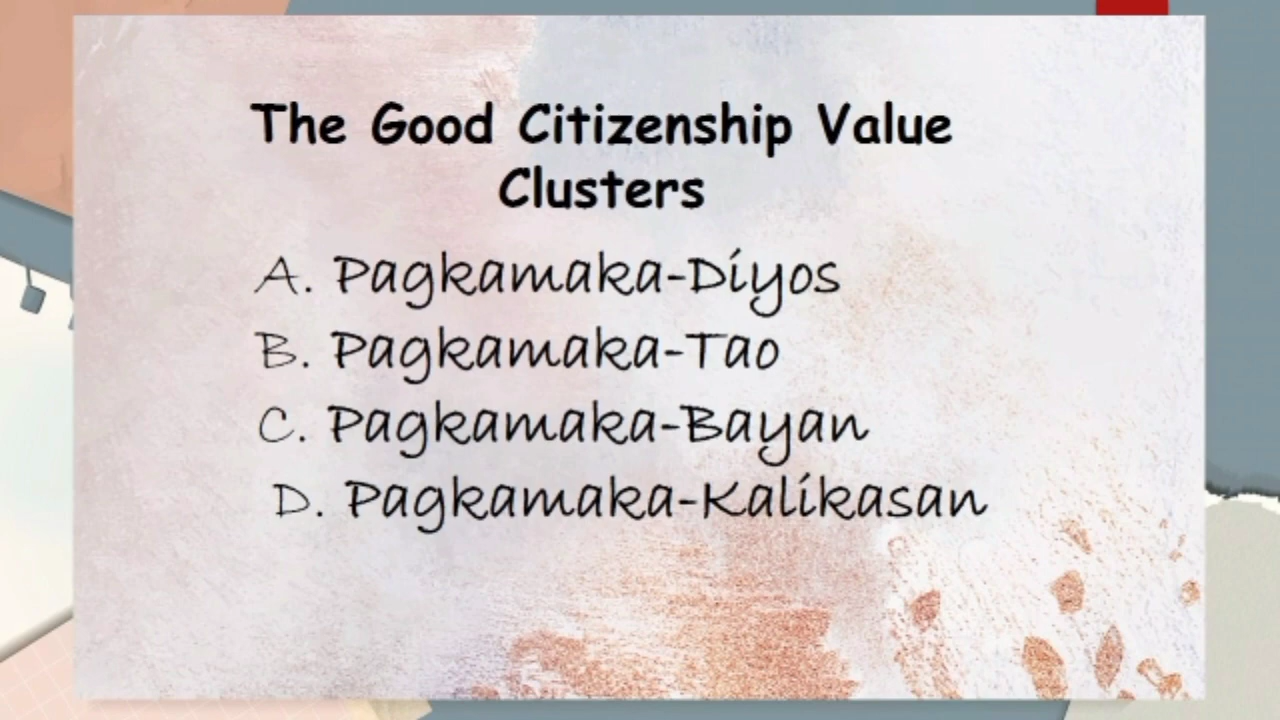 The Good Citizenship Value
Clusters
A. Pagkamaka-Diyos
B. Pagkamaka-Tao
C. Pagkamaka-Bayan
D. Pagkamaka-Kalikasan